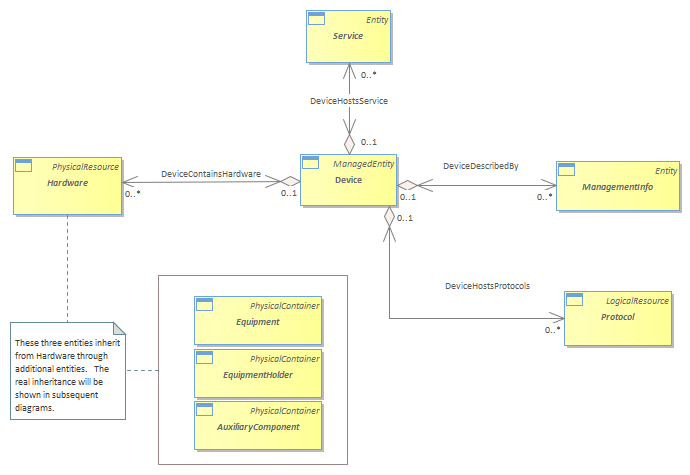 Entity
Service
0..*
DeviceHostsService
0..1
PhysicalResource
Hardware
0..*
DeviceContainsHardware
0..1
ManagedEntity
Device
DeviceDescribedBy
0..1
0..*
Entity
ManagementInfo
0..1
DeviceHostsProtocols
0..*
LogicalResource
Protocol
PhysicalContainer
Equipment
PhysicalContainer
EquipmentHolder
PhysicalContainer
AuxiliaryComponent
These three entities inherit
from Hardware through
additional entities. The
real inheritance will be
shown in subsequent
diagrams.